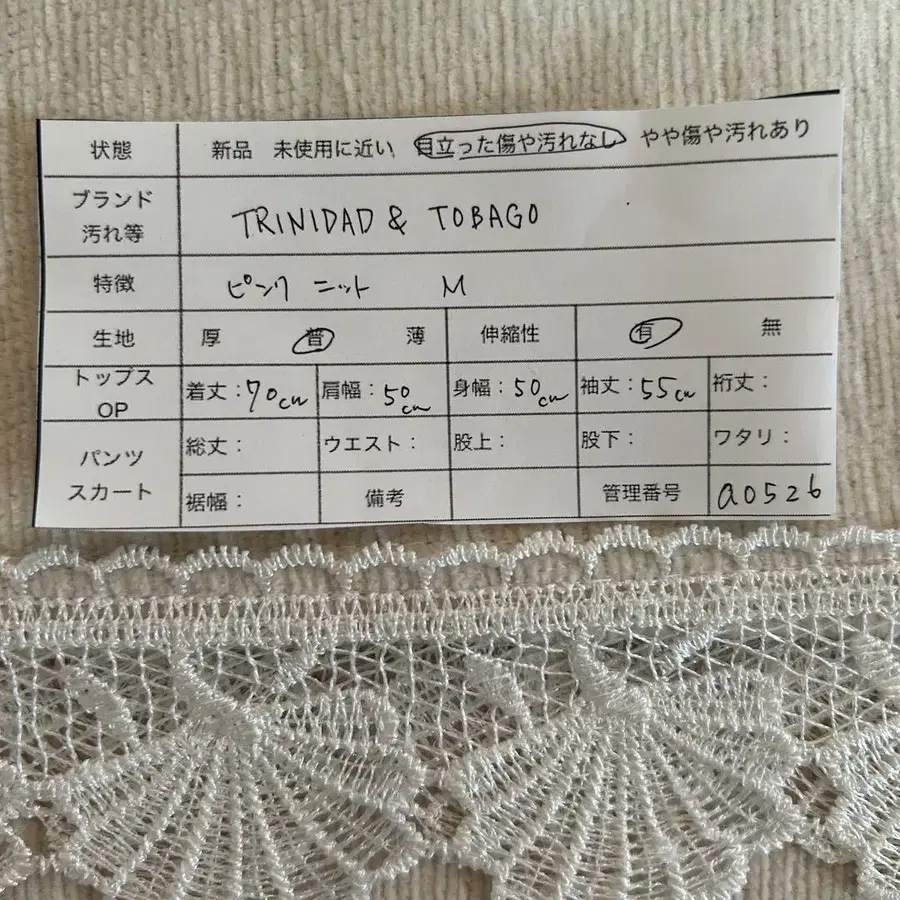 状態 新品 未使用に近い 目立った傷や汚れなし やや傷や汚れあり
ブランド
汚れ等 TRINIDAD & TOBAGO
特徴 ピンク ニット M
生地 厚 普 薄 伸縮性 有 無
トップス
OP 着丈：70cm 肩幅：50cm 身幅：50cm 袖丈：55cm 裄丈：
パンツ
スカート 総丈： ウエスト： 股上： 股下： ワタリ：
裾幅： 備考 管理番号 a0526